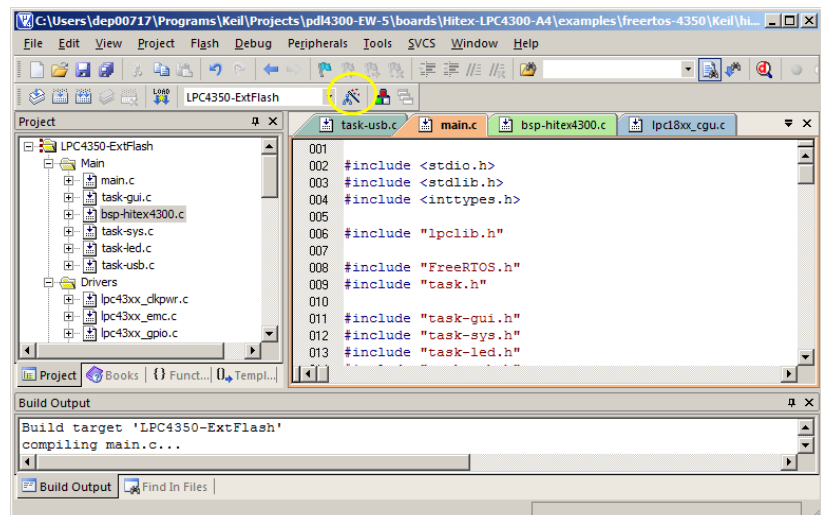 C:\Users\dep00717\Programs\Keil\Projects\pdl4300-EW-5\boards\Hitex-LPC4300-A4\examples\freertos-4350\Keil\hi...
File Edit View Project Flash Debug Peripherals Tools SVCS Window Help
LOAD LPC4350-ExtFlash
Project
LPC4350-ExtFlash
Main
main.c
task-gui.c
bsp-hitex4300.c
task-sys.c
task-led.c
task-usb.c
Drivers
lpc43xx_clkpwr.c
lpc43xx_emc.c
lpc43xx_gpio.c
Project Books {} Funct... 0 Templ...
task-usb.c main.c bsp-hitex4300.c lpc18xx_cgu.c
001
002 #include <stdio.h>
003 #include <stdlib.h>
004 #include <inttypes.h>
005
006 #include "lpclib.h"
007
008 #include "FreeRTOS.h"
009 #include "task.h"
010
011 #include "task-gui.h"
012 #include "task-sys.h"
013 #include "task-led.h"
Build Output
Build target 'LPC4350-ExtFlash'
compiling main.c...
Build Output Find In Files